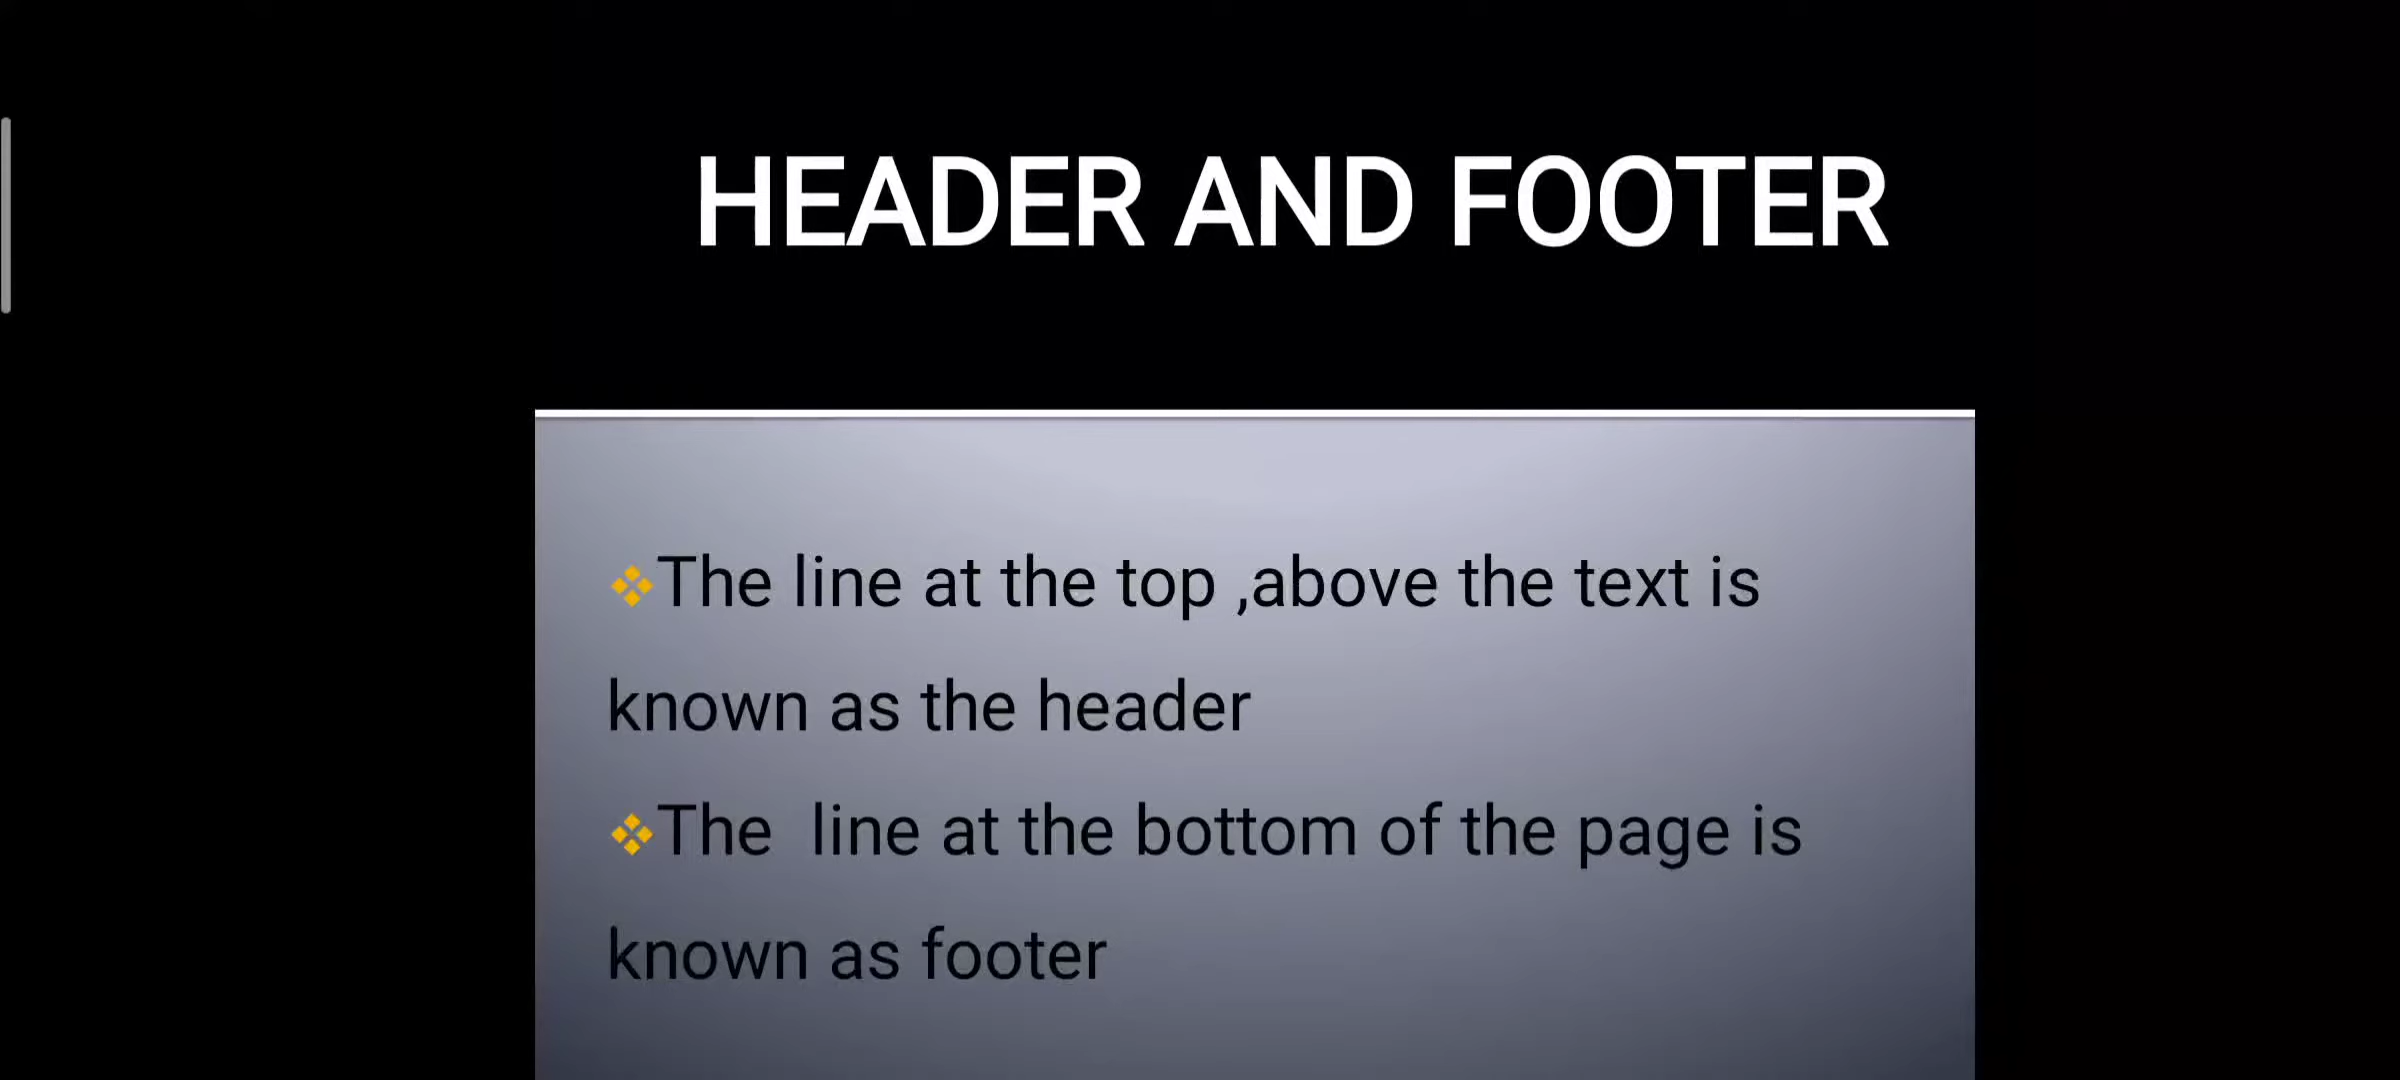 HEADER AND FOOTER
❖The line at the top ,above the text is
known as the header
❖The  line at the bottom of the page is
known as footer